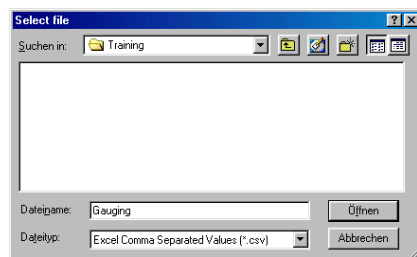 Select file
Suchen in: Training
Dateiname: Gauging Öffnen
Dateityp: Excel Comma Separated Values (*.csv) Abbrechen